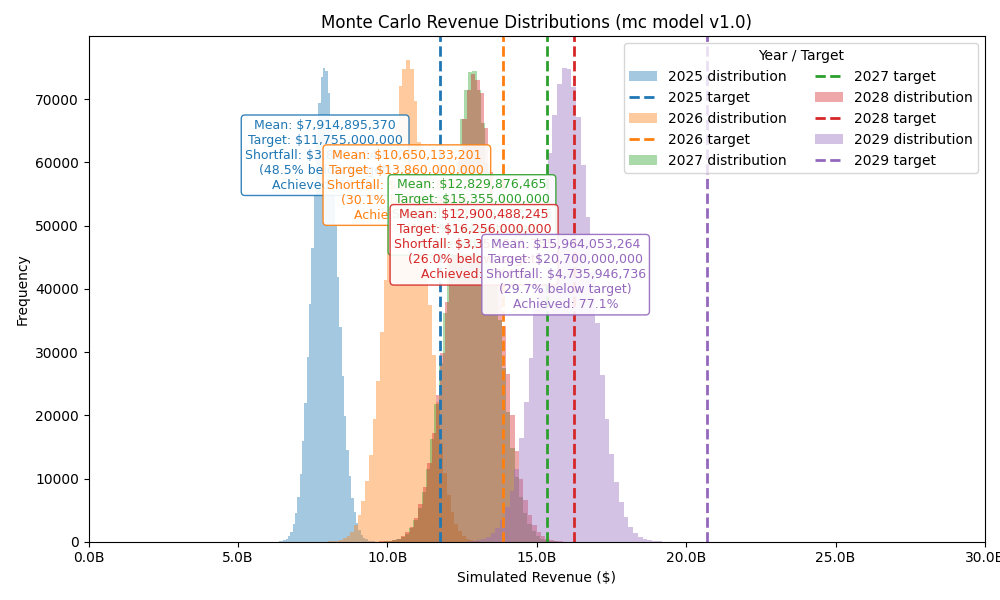 Monte Carlo Revenue Distributions (mc model v1.0)
Year / Target
2025 distribution
2025 target
2026 distribution
2026 target
2027 distribution
2027 target
2028 distribution
2028 target
2029 distribution
2029 target
Mean: $7,914,895,370
Target: $11,755,000,000
Shortfall: $3
(48.5% be
Achieve
Mean: $10,650,133,201
Target: $13,860,000,000
Shortfall:
(30.1%
Achie
Mean: $12,829,876,465
Target: $15,355,000,000
Mean: $12,900,488,245
Target: $16,256,000,000
Shortfall: $3,3
(26.0% belo
Achieved:
Mean: $15,964,053,264
Target: $20,700,000,000
Shortfall: $4,735,946,736
(29.7% below target)
Achieved: 77.1%
Frequency
70000
60000
50000
40000
30000
20000
10000
0
0.0B
5.0B
10.0B
15.0B
20.0B
25.0B
30.0B
Simulated Revenue ($)